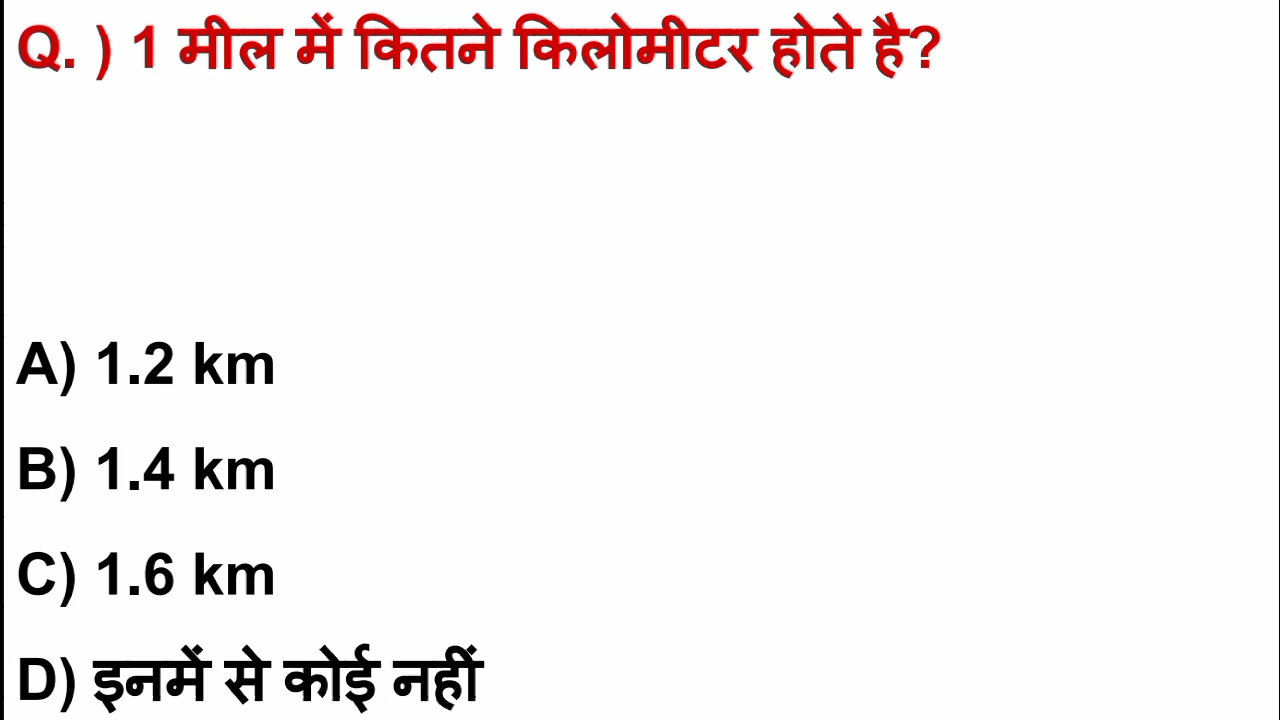 Q. ) 1 मील में कितने किलोमीटर होते है?
A) 1.2 km
B) 1.4 km
C) 1.6 km
D) इनमें से कोई नहीं